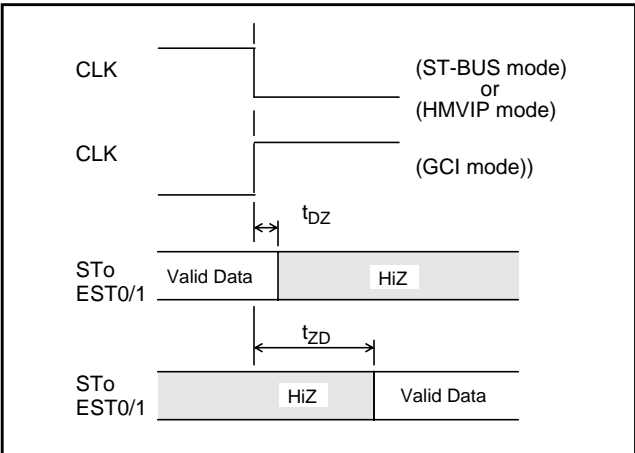 CLK
(ST-BUS mode)
or
(HMVIP mode)
CLK
(GCI mode))
tDZ
STo
EST0/1
Valid Data
HiZ
tZD
STo
EST0/1
HiZ
Valid Data